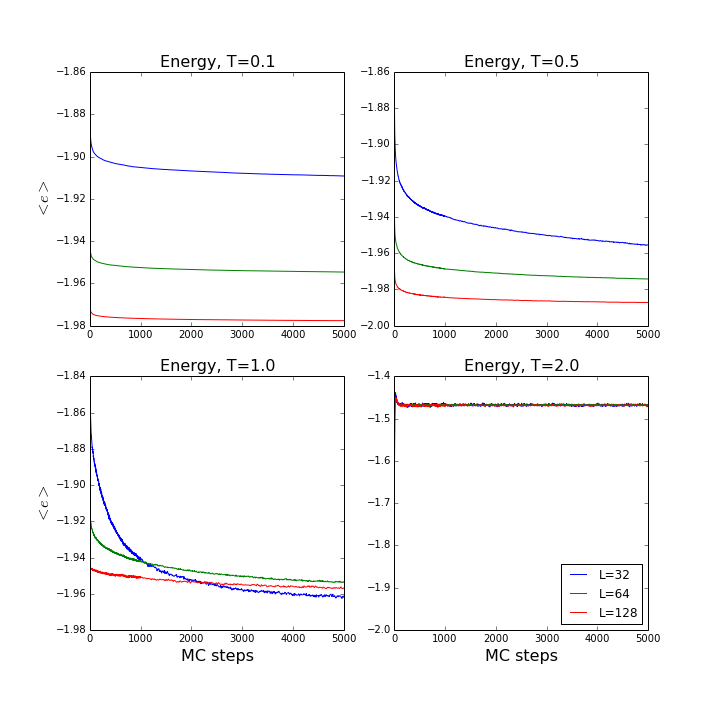 Energy, T=0.1
−1.86
−1.88
−1.90
−1.92
−1.94
−1.96
−1.98
<e>
0 1000 2000 3000 4000 5000
Energy, T=0.5
−1.86
−1.88
−1.90
−1.92
−1.94
−1.96
−1.98
−2.00
0 1000 2000 3000 4000 5000
Energy, T=1.0
−1.84
−1.86
−1.88
−1.90
−1.92
−1.94
−1.96
−1.98
<e>
0 1000 2000 3000 4000 5000
MC steps
Energy, T=2.0
−1.4
−1.5
−1.6
−1.7
−1.8
−1.9
−2.0
L=32
L=64
L=128
0 1000 2000 3000 4000 5000
MC steps